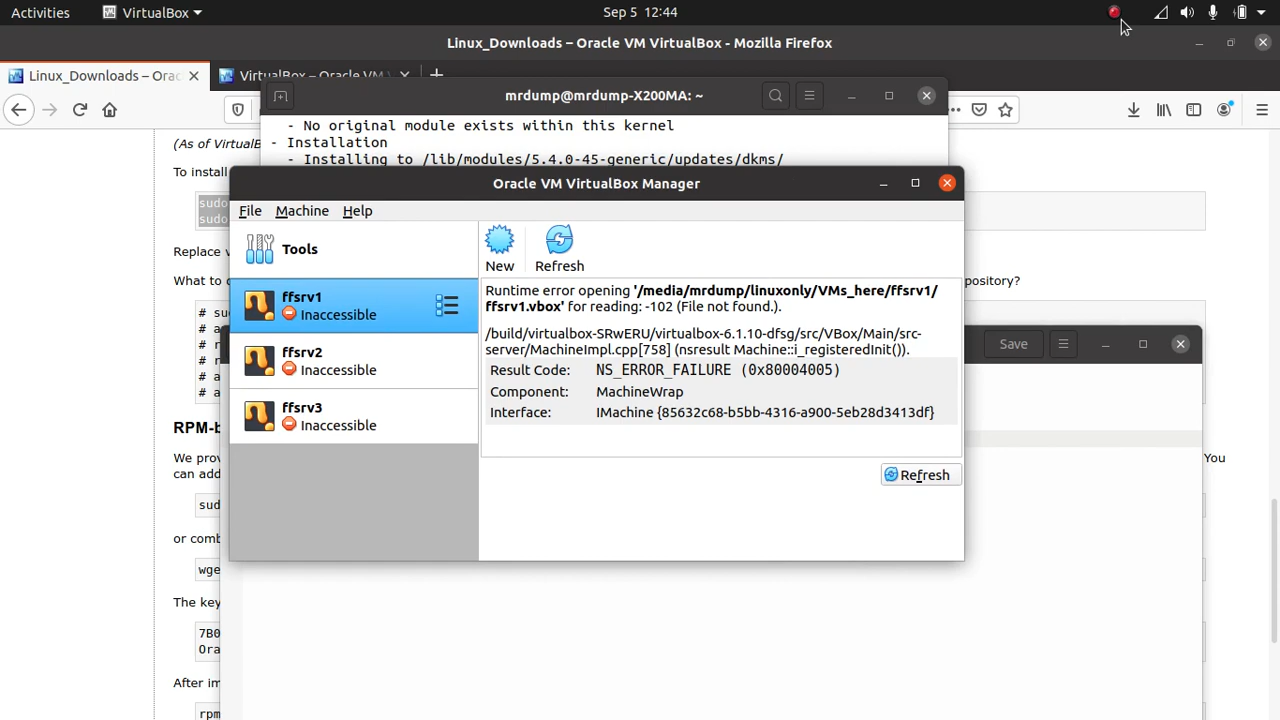 Activities
VirtualBox
Sep 5 12:44
Linux_Downloads – Oracle VM VirtualBox - Mozilla Firefox
Linux_Downloads – Orac
VirtualBox – Oracle VM
mrdump@mrdump-X200MA: ~
- No original module exists within this kernel
- Installation
- Installing to /lib/modules/5.4.0-45-generic/updates/dkms/
(As of VirtualB
To install
sudo
sudo
Replace
What to
pository?
# su
# a
# r
# r
# a
# a
RPM-b
We prov
You
can add
sud
or comb
wge
The key
7B0
Ora
After im
rpm
Oracle VM VirtualBox Manager
File Machine Help
Tools
ffsrv1
Inaccessible
ffsrv2
Inaccessible
ffsrv3
Inaccessible
New
Refresh
Runtime error opening '/media/mrdump/linuxonly/VMs_here/ffsrv1/
ffsrv1.vbox' for reading: -102 (File not found.).
/build/virtualbox-SRwERU/virtualbox-6.1.10-dfsg/src/VBox/Main/src-
server/MachineImpl.cpp[758] (nsresult Machine::i_registeredInit()).
Result Code: NS_ERROR_FAILURE (0x80004005)
Component: MachineWrap
Interface: IMachine {85632c68-b5bb-4316-a900-5eb28d3413df}
Refresh
Save